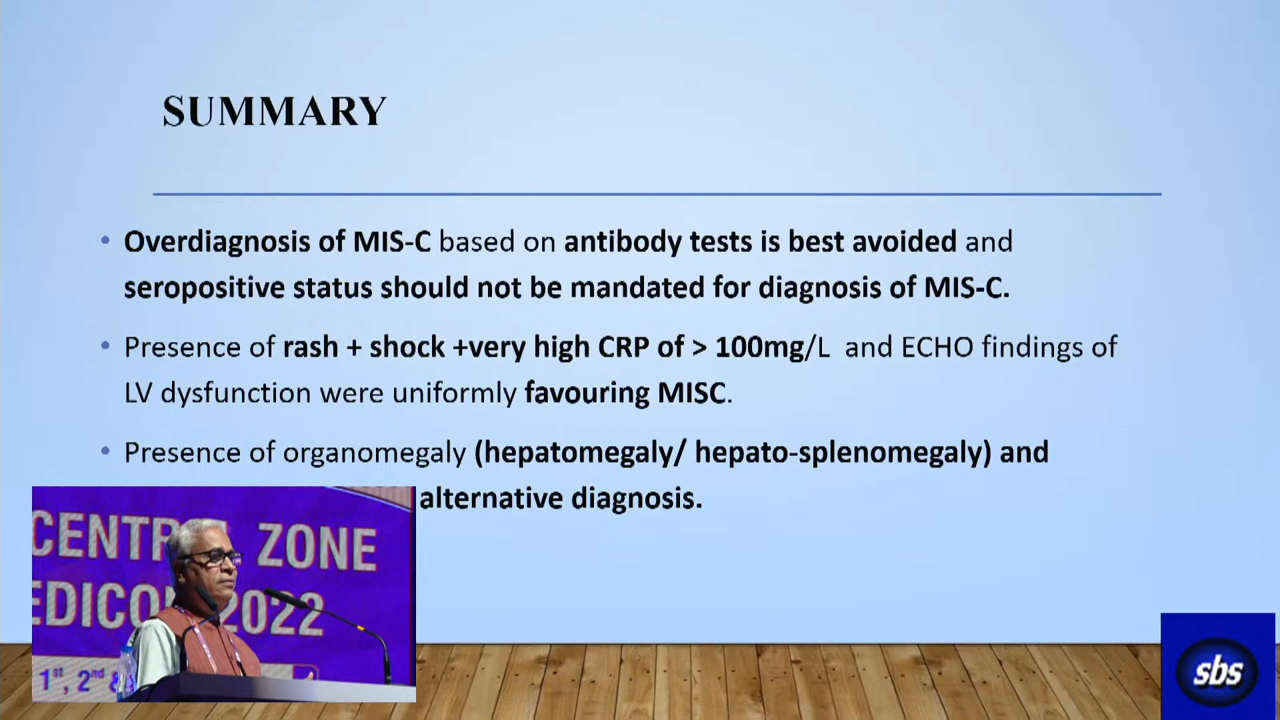 SUMMARY
Overdiagnosis of MIS-C based on antibody tests is best avoided and
seropositive status should not be mandated for diagnosis of MIS-C.
Presence of rash + shock +very high CRP of > 100mg/L and ECHO findings of
LV dysfunction were uniformly favouring MISC.
Presence of organomegaly (hepatomegaly/ hepato-splenomegaly) and
alternative diagnosis.
ZONE
2022
1st, 2nd &
sbs